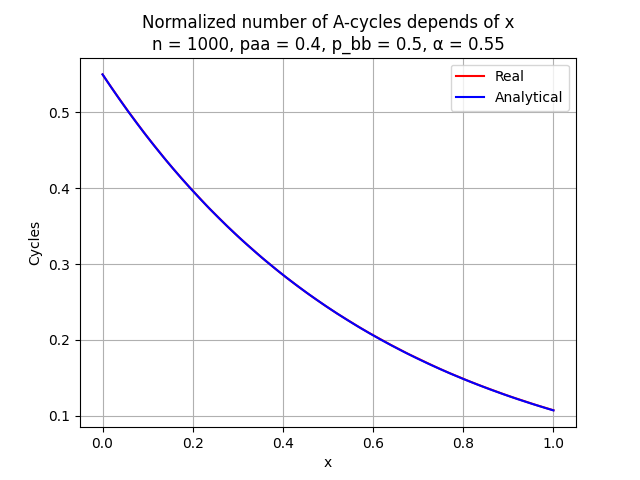 Normalized number of A-cycles depends of x
n = 1000, paa = 0.4, p_bb = 0.5, α = 0.55
Real
Analytical
Cycles
0.5
0.4
0.3
0.2
0.1
0.0 0.2 0.4 0.6 0.8 1.0
x